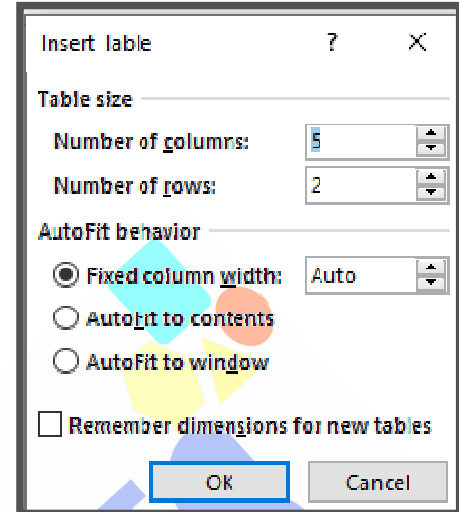 Insert Table ? ×
Table size
Number of columns: 5
Number of rows: 2
AutoFit behavior
Fixed column width: Auto
AutoFit to contents
AutoFit to window
Remember dimensions for new tables
OK Cancel